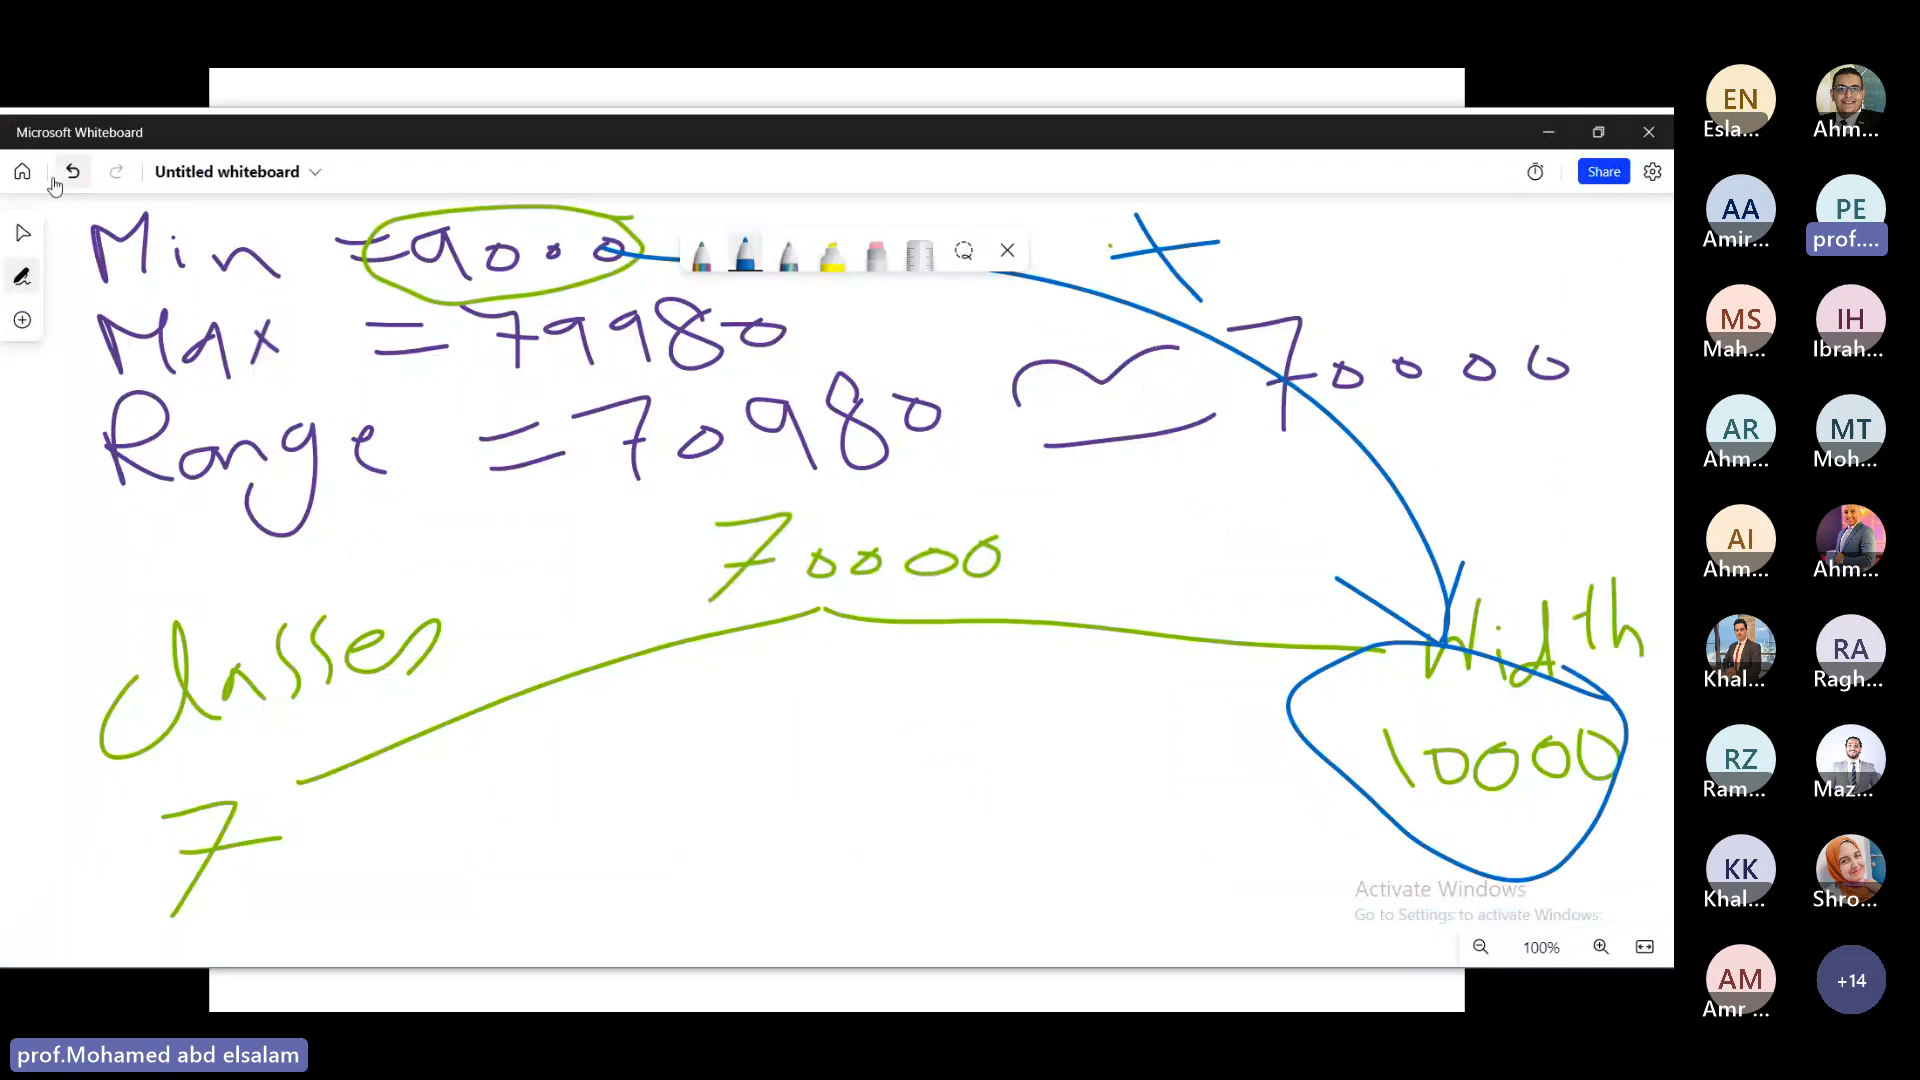 Microsoft Whiteboard
Untitled whiteboard
Share
Min = 9000
Max = 79980
Range = 70980 ≃ 70000
70000
classes
Width
7
10000
Activate Windows
Go to Settings to activate Windows.
100%
EN
Esla...
Ahm...
AA
Amir...
PE
prof....
MS
Mah...
IH
Ibrah...
AR
Ahm...
MT
Moh...
AI
Ahm...
Ahm...
Khal...
RA
Ragh...
RZ
Ram...
Maz...
KK
Khal...
Shro...
AM
Amr ...
+14
prof.Mohamed abd elsalam